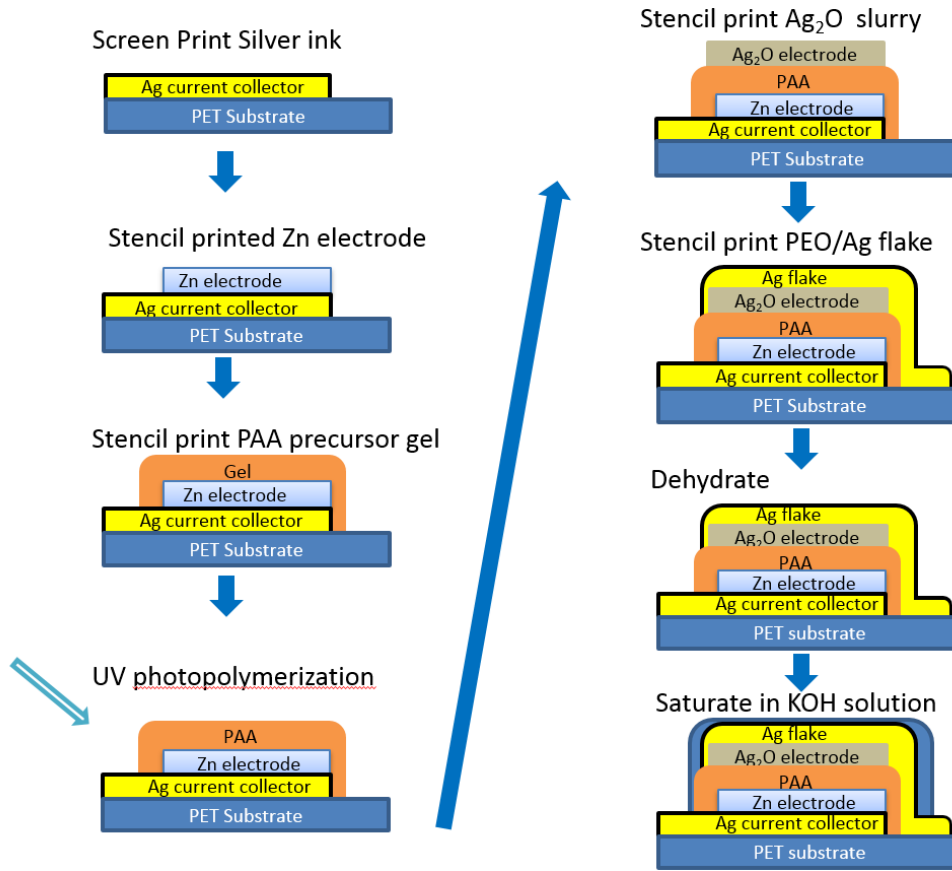 Screen Print Silver ink
Ag current collector
PET Substrate
Stencil printed Zn electrode
Zn electrode
Ag current collector
PET Substrate
Stencil print PAA precursor gel
Gel
Zn electrode
Ag current collector
PET Substrate
UV photopolymerization
PAA
Zn electrode
Ag current collector
PET Substrate
Stencil print Ag₂O slurry
Ag₂O electrode
PAA
Zn electrode
Ag current collector
PET Substrate
Stencil print PEO/Ag flake
Ag flake
Ag₂O electrode
PAA
Zn electrode
Ag current collector
PET Substrate
Dehydrate
Ag flake
Ag₂O electrode
PAA
Zn electrode
Ag current collector
PET substrate
Saturate in KOH solution
Ag flake
Ag₂O electrode
PAA
Zn electrode
Ag current collector
PET Substrate